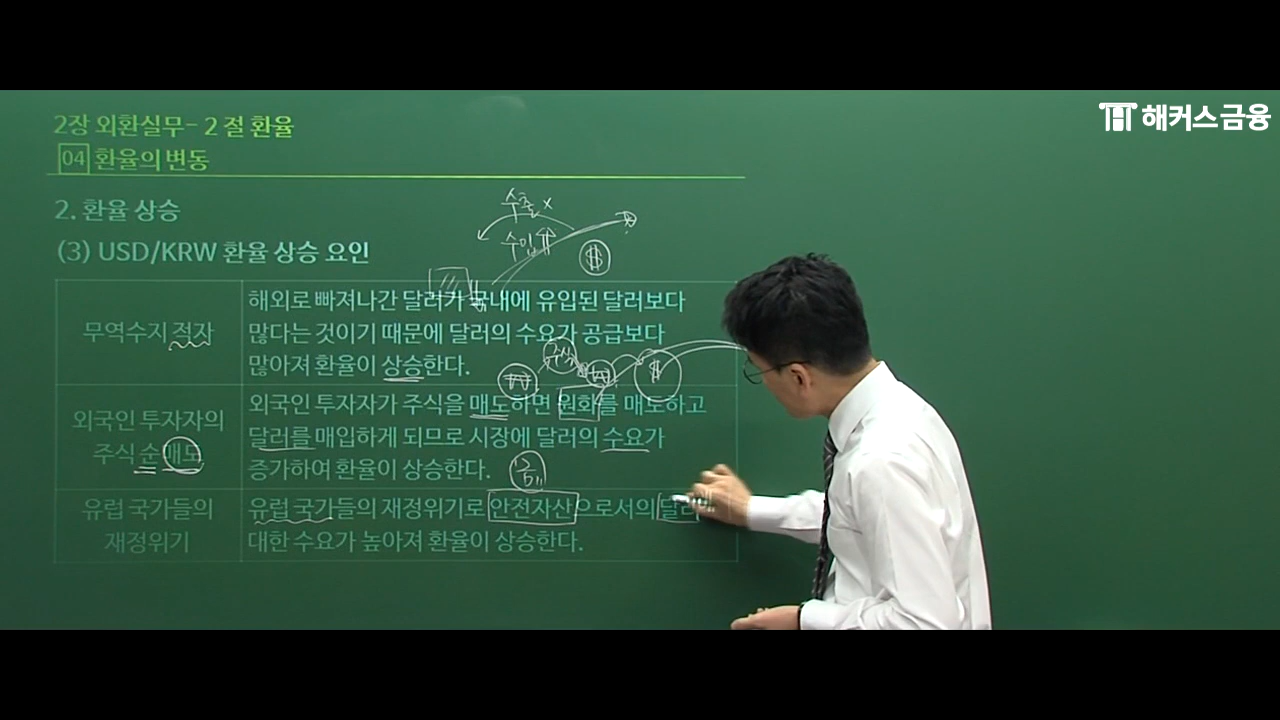 해커스금융
2장 외환실무- 2 절 환율
04 환율의 변동
2. 환율 상승
수출 x
수입 ⇑
$
(3) USD/KRW 환율 상승 요인
무역수지 적자
해외로 빠져나간 달러가 국내에 유입된 달러보다
많다는 것이기 때문에 달러의 수요가 공급보다
많아져 환율이 상승한다.
주식
₩
₩
$
외국인 투자자의
주식 순매도
외국인 투자자가 주식을 매도하면 원화를 매도하고
달러를 매입하게 되므로 시장에 달러의 수요가
증가하여 환율이 상승한다.
금
유럽 국가들의
재정위기
유럽 국가들의 재정위기로 안전자산으로서의 달러
대한 수요가 높아져 환율이 상승한다.